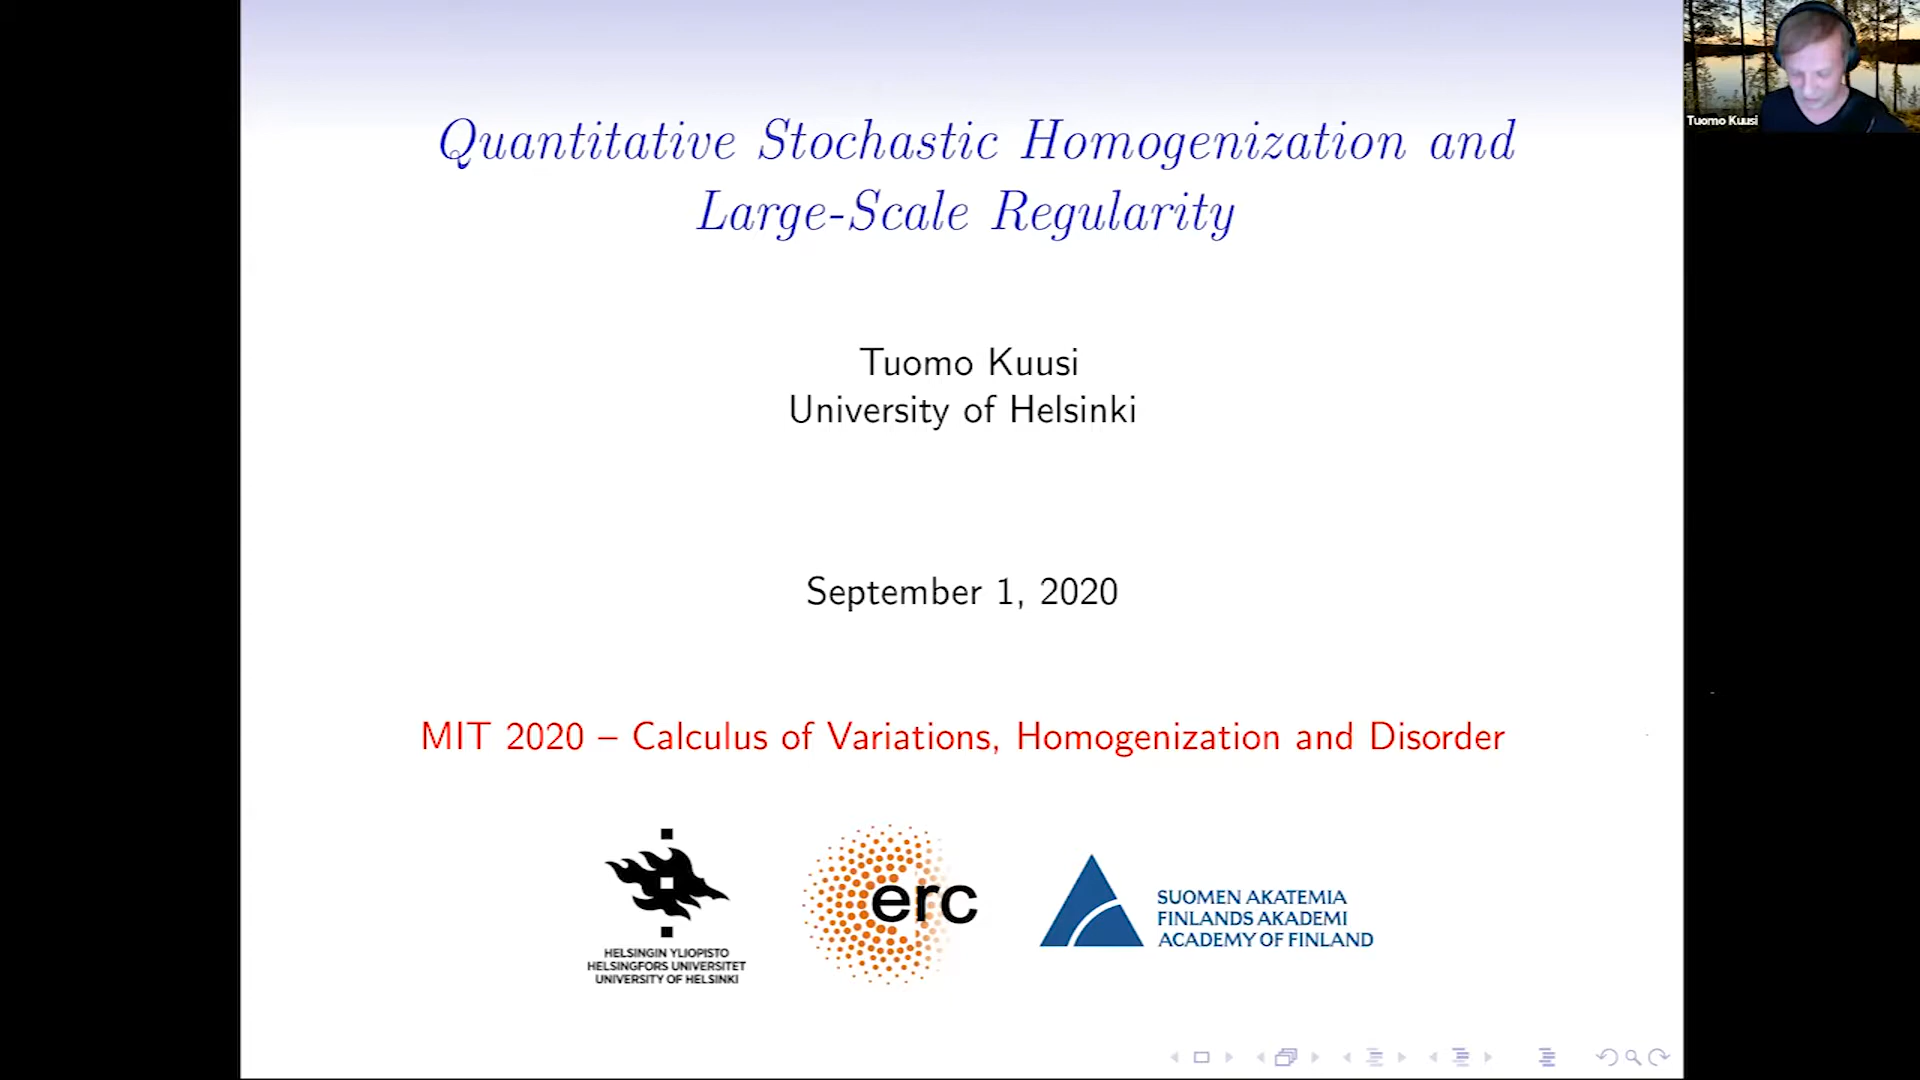 Quantitative Stochastic Homogenization and
Large-Scale Regularity
Tuomo Kuusi
Tuomo Kuusi
University of Helsinki
September 1, 2020
MIT 2020 – Calculus of Variations, Homogenization and Disorder
HELSINGIN YLIOPISTO
HELSINGFORS UNIVERSITET
UNIVERSITY OF HELSINKI
erc
SUOMEN AKATEMIA
FINLANDS AKADEMI
ACADEMY OF FINLAND